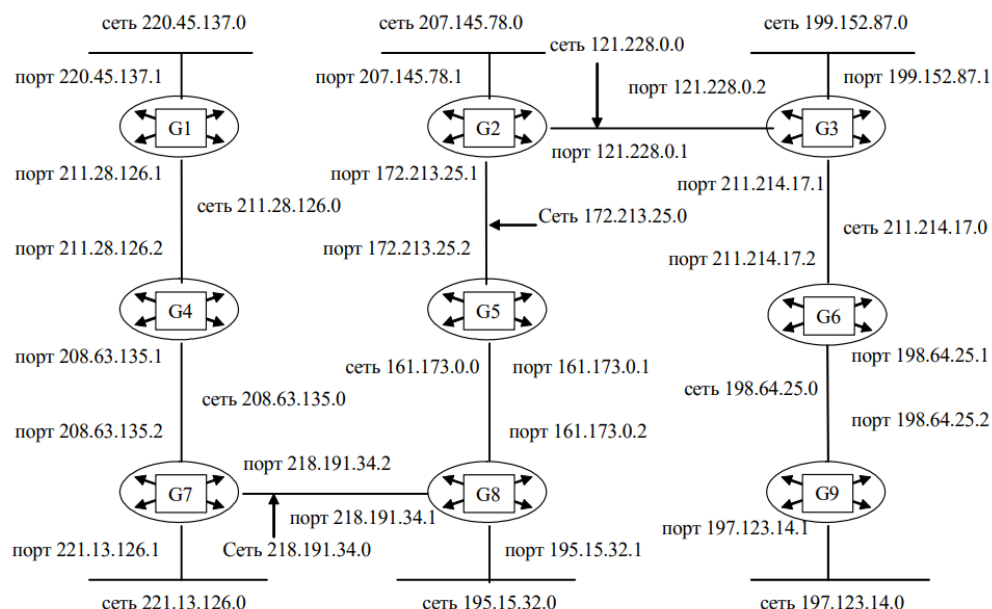 сеть 220.45.137.0
сеть 207.145.78.0
сеть 199.152.87.0
сеть 121.228.0.0
порт 220.45.137.1
порт 207.145.78.1
порт 199.152.87.1
порт 121.228.0.2
G1
G2
G3
порт 121.228.0.1
порт 211.28.126.1
порт 172.213.25.1
порт 211.214.17.1
сеть 211.28.126.0
Сеть 172.213.25.0
сеть 211.214.17.0
порт 211.28.126.2
порт 172.213.25.2
порт 211.214.17.2
G4
G5
G6
порт 208.63.135.1
сеть 161.173.0.0
порт 161.173.0.1
порт 198.64.25.1
сеть 208.63.135.0
сеть 198.64.25.0
порт 208.63.135.2
порт 161.173.0.2
порт 198.64.25.2
порт 218.191.34.2
G7
G8
G9
порт 218.191.34.1
порт 197.123.14.1
порт 221.13.126.1
Сеть 218.191.34.0
порт 195.15.32.1
сеть 221.13.126.0
сеть 195.15.32.0
сеть 197.123.14.0